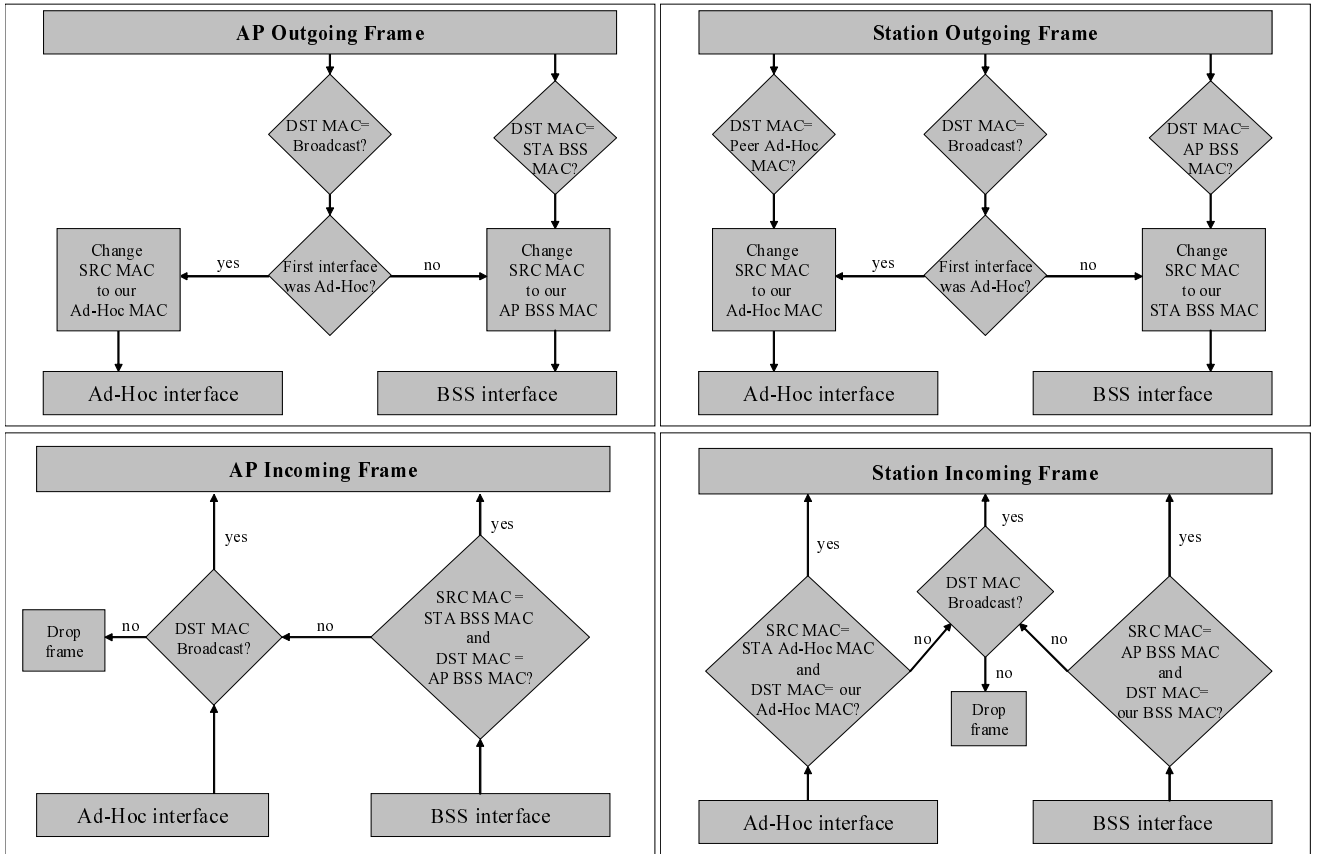 AP Outgoing Frame
DST MAC=
Broadcast?
DST MAC=
STA BSS
MAC?
Change
SRC MAC
to our
Ad-Hoc MAC
yes
First interface
was Ad-Hoc?
no
Change
SRC MAC
to our
AP BSS MAC
Ad-Hoc interface
BSS interface
Station Outgoing Frame
DST MAC=
Peer Ad-Hoc
MAC?
DST MAC=
Broadcast?
DST MAC=
AP BSS
MAC?
Change
SRC MAC
to our
Ad-Hoc MAC
yes
First interface
was Ad-Hoc?
no
Change
SRC MAC
to our
STA BSS MAC
Ad-Hoc interface
BSS interface
AP Incoming Frame
yes
yes
Drop
frame
no
DST MAC
Broadcast?
no
SRC MAC =
STA BSS MAC
and
DST MAC =
AP BSS MAC?
Ad-Hoc interface
BSS interface
Station Incoming Frame
yes
yes
yes
SRC MAC=
STA Ad-Hoc MAC
and
DST MAC= our
Ad-Hoc MAC?
no
DST MAC
Broadcast?
no
no
Drop
frame
SRC MAC=
AP BSS MAC
and
DST MAC=
our BSS MAC?
Ad-Hoc interface
BSS interface